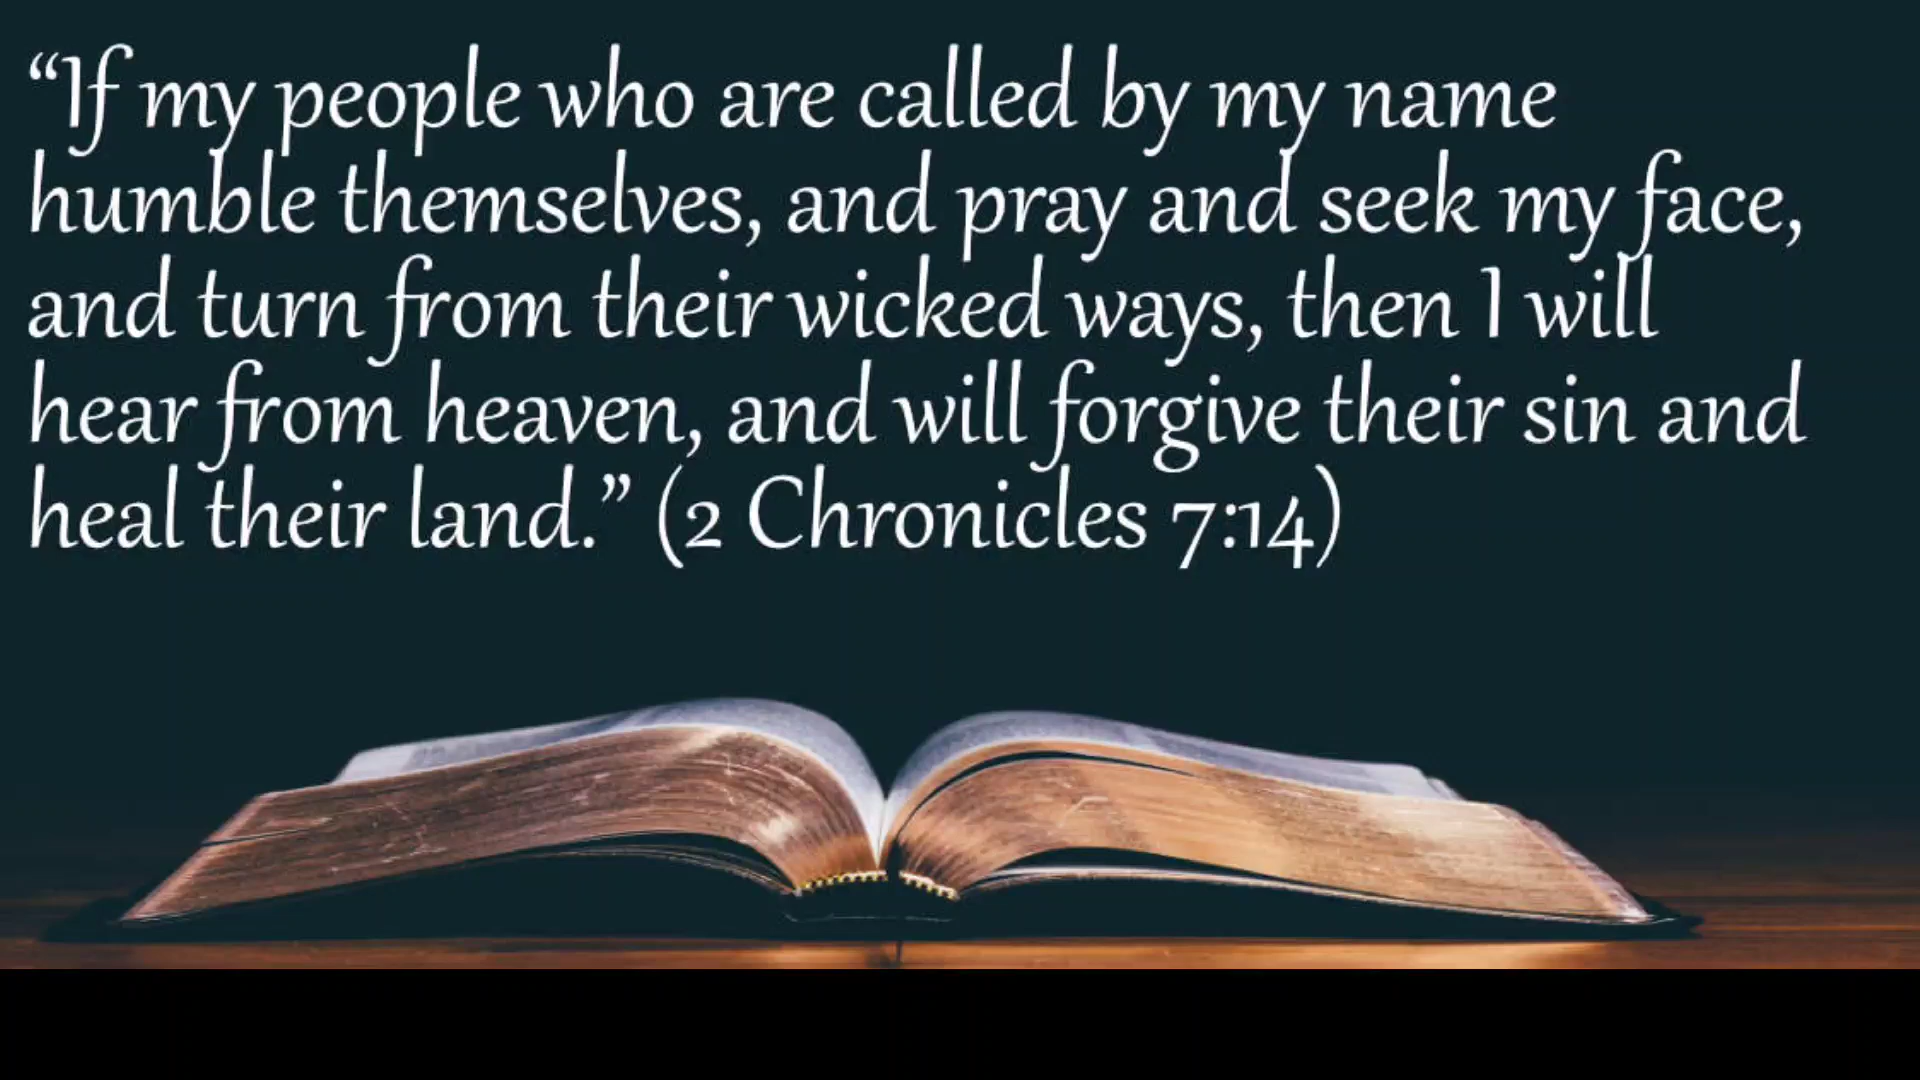 “If my people who are called by my name
humble themselves, and pray and seek my face,
and turn from their wicked ways, then I will
hear from heaven, and will forgive their sin and
heal their land.” (2 Chronicles 7:14)